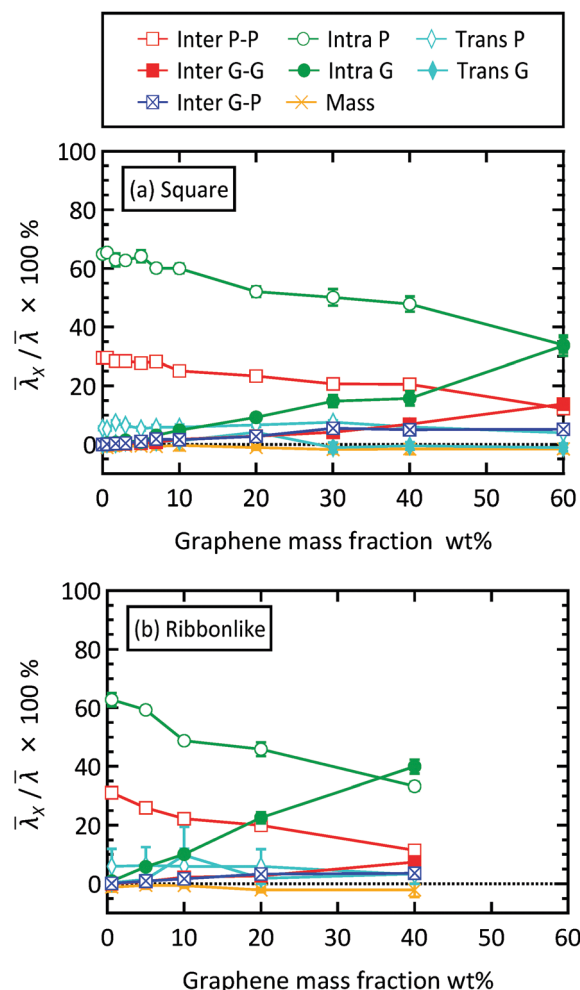 Inter P-P Intra P Trans P
Inter G-G Intra G Trans G
Inter G-P Mass
100
80
60
40
20
0
(a) Square
λ̅x / λ̅ × 100 %
0 10 20 30 40 50 60
Graphene mass fraction wt%
100
80
60
40
20
0
(b) Ribbonlike
λ̅x / λ̅ × 100 %
0 10 20 30 40 50 60
Graphene mass fraction wt%